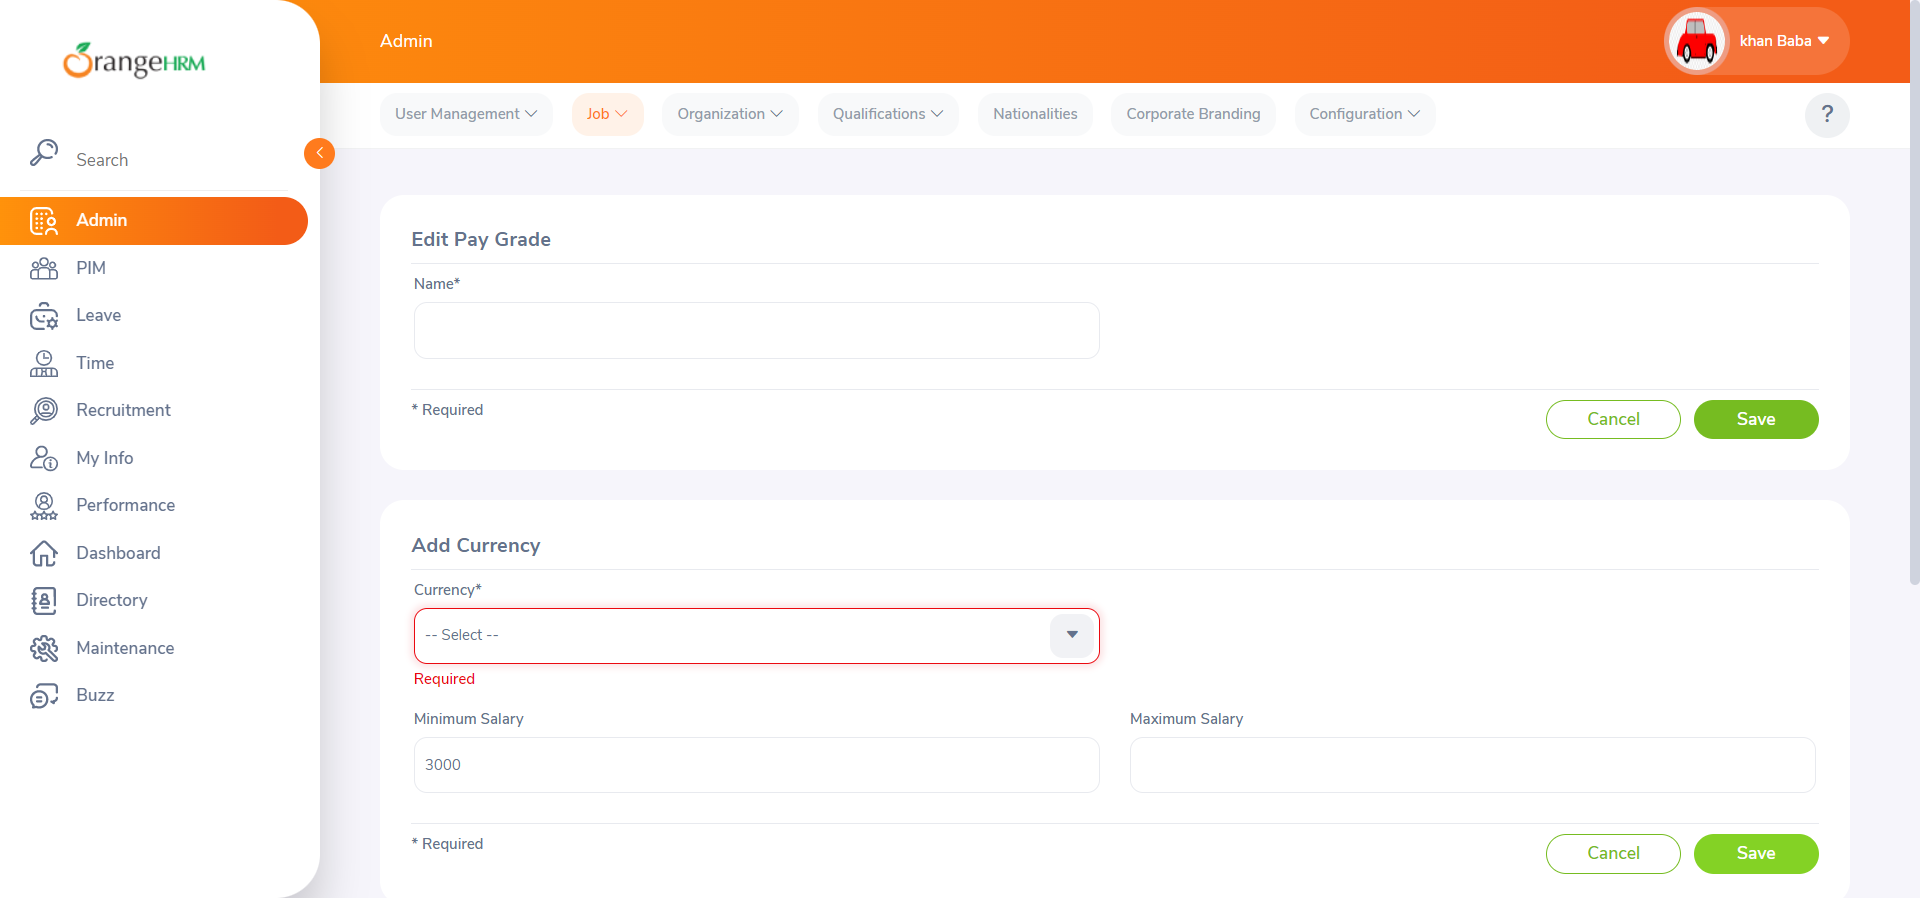 OrangeHRM
Admin
khan Baba
User Management
Job
Organization
Qualifications
Nationalities
Corporate Branding
Configuration
?
Search
Admin
PIM
Leave
Time
Recruitment
My Info
Performance
Dashboard
Directory
Maintenance
Buzz
Edit Pay Grade
Name*
* Required
Cancel
Save
Add Currency
Currency*
-- Select --
Required
Minimum Salary
Maximum Salary
3000
* Required
Cancel
Save